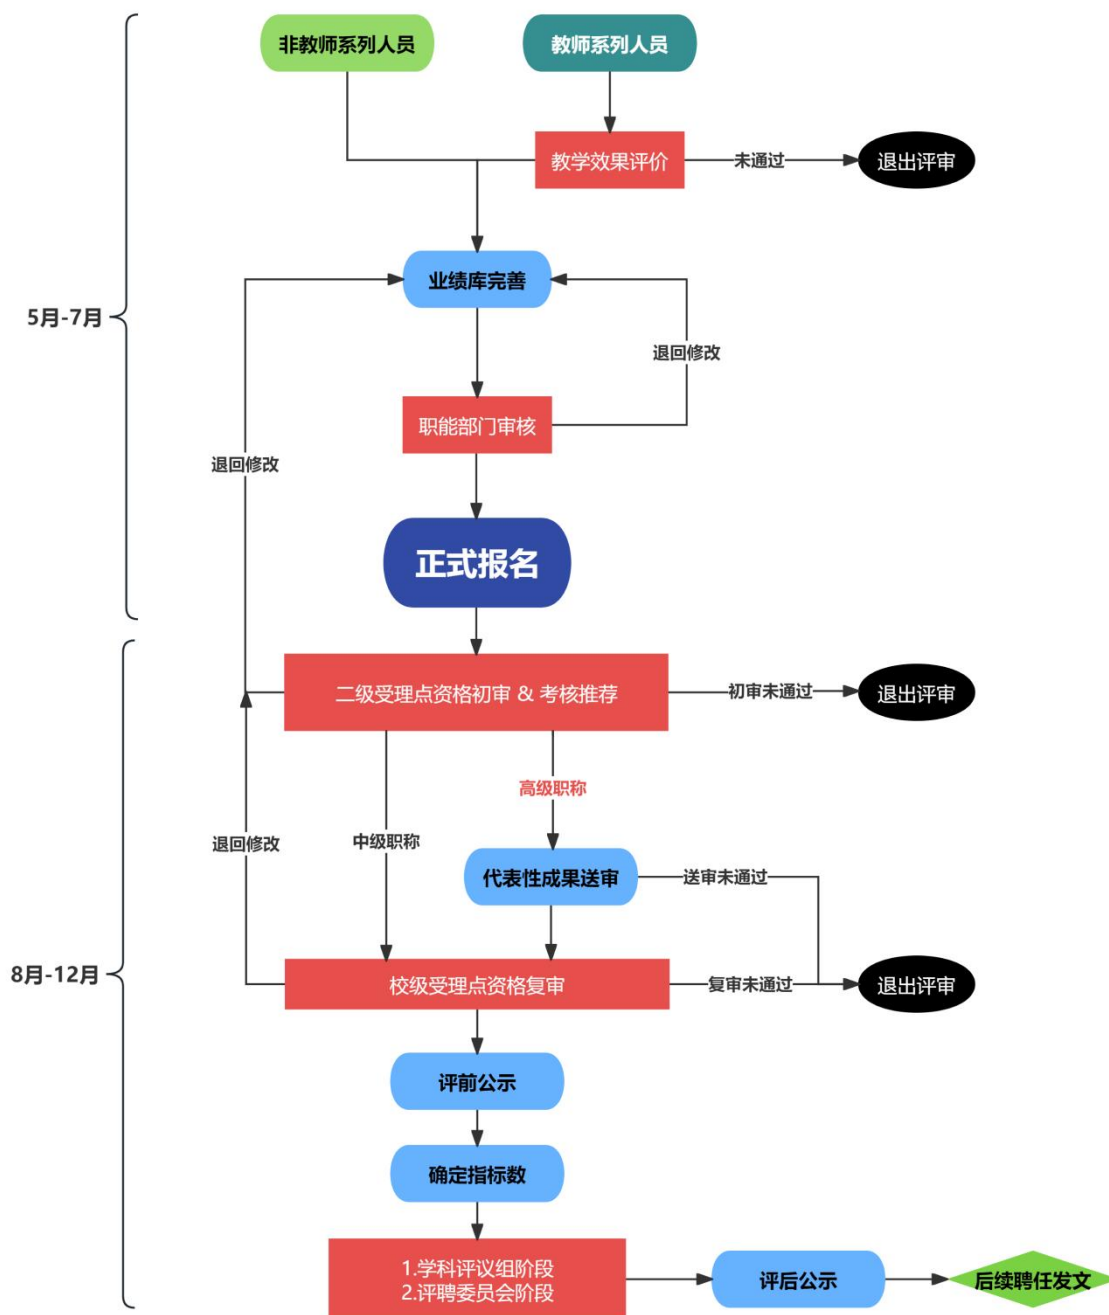 非教师系列人员
教师系列人员
教学效果评价
未通过
退出评审
业绩库完善
5月-7月
退回修改
职能部门审核
退回修改
正式报名
二级受理点资格初审 & 考核推荐
初审未通过
退出评审
高级职称
中级职称
退回修改
代表性成果送审
送审未通过
8月-12月
校级受理点资格复审
复审未通过
退出评审
评前公示
确定指标数
1.学科评议组阶段
2.评聘委员会阶段
评后公示
后续聘任发文